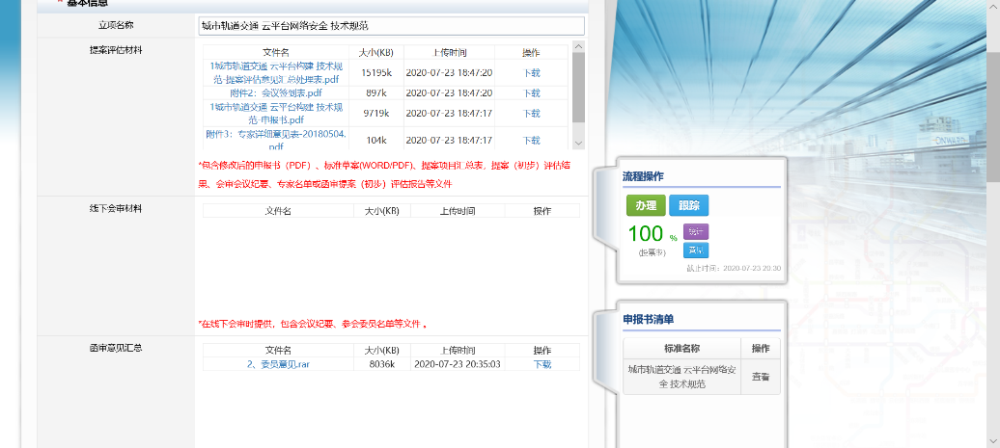 * 基本信息
立项名称
城市轨道交通 云平台网络安全 技术规范
提案评估材料
文件名 大小(KB) 上传时间 操作
1城市轨道交通 云平台构建 技术规
范-提案评估意见汇总处理表.pdf 15195k 2020-07-23 18:47:20 下载
附件2：会议签到表.pdf 897k 2020-07-23 18:47:20 下载
1城市轨道交通 云平台构建 技术规
范-申报书.pdf 9719k 2020-07-23 18:47:17 下载
附件3：专家详细意见表-20180504.
pdf 104k 2020-07-23 18:47:17 下载
*包含修改后的申报书（PDF）、标准草案(WORD/PDF)、提案项目汇总表，提案（初步）评估结
果、会审会议纪要、专家名单或函审提案（初步）评估报告等文件
线下会审材料
文件名 大小(KB) 上传时间 操作
*在线下会审时提供，包含会议纪要、参会委员名单等文件 。
函审意见汇总
文件名 大小(KB) 上传时间 操作
2、委员意见.rar 8036k 2020-07-23 20:35:03 下载
流程操作
办理 跟踪
100 % 统计
(投票率) 查见
截止时间：2020-07-23 20:30
申报书清单
标准名称 操作
城市轨道交通 云平台网络安
全 技术规范 查看